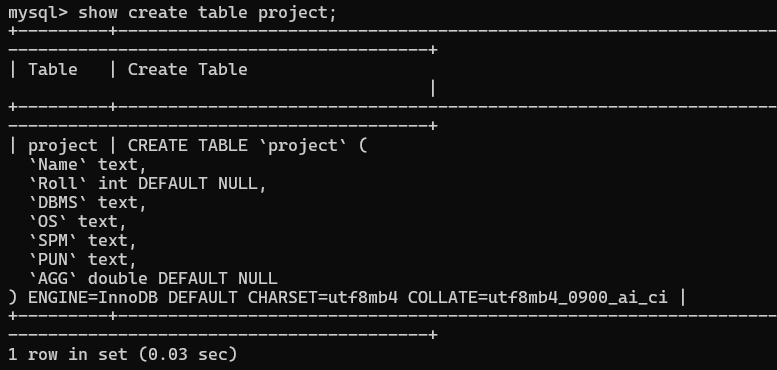 mysql> show create table project;
+---------+------------------------------------------------------------------
------------------------------------------+
| Table   | Create Table
                                          |
+---------+------------------------------------------------------------------
------------------------------------------+
| project | CREATE TABLE `project` (
  `Name` text,
  `Roll` int DEFAULT NULL,
  `DBMS` text,
  `OS` text,
  `SPM` text,
  `PUN` text,
  `AGG` double DEFAULT NULL
) ENGINE=InnoDB DEFAULT CHARSET=utf8mb4 COLLATE=utf8mb4_0900_ai_ci |
+---------+------------------------------------------------------------------
------------------------------------------+
1 row in set (0.03 sec)